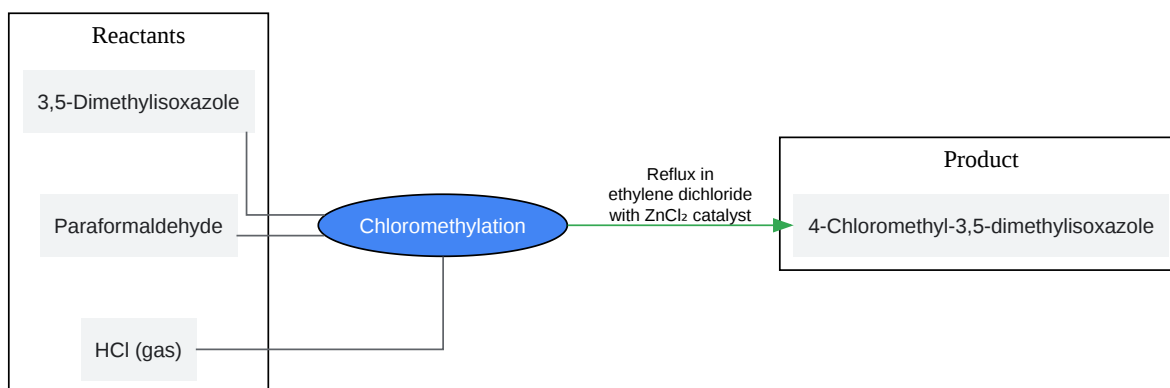 Reactants
3,5-Dimethylisoxazole
Paraformaldehyde
HCl (gas)
Chloromethylation
Reflux in
ethylene dichloride
with ZnCl₂ catalyst
Product
4-Chloromethyl-3,5-dimethylisoxazole